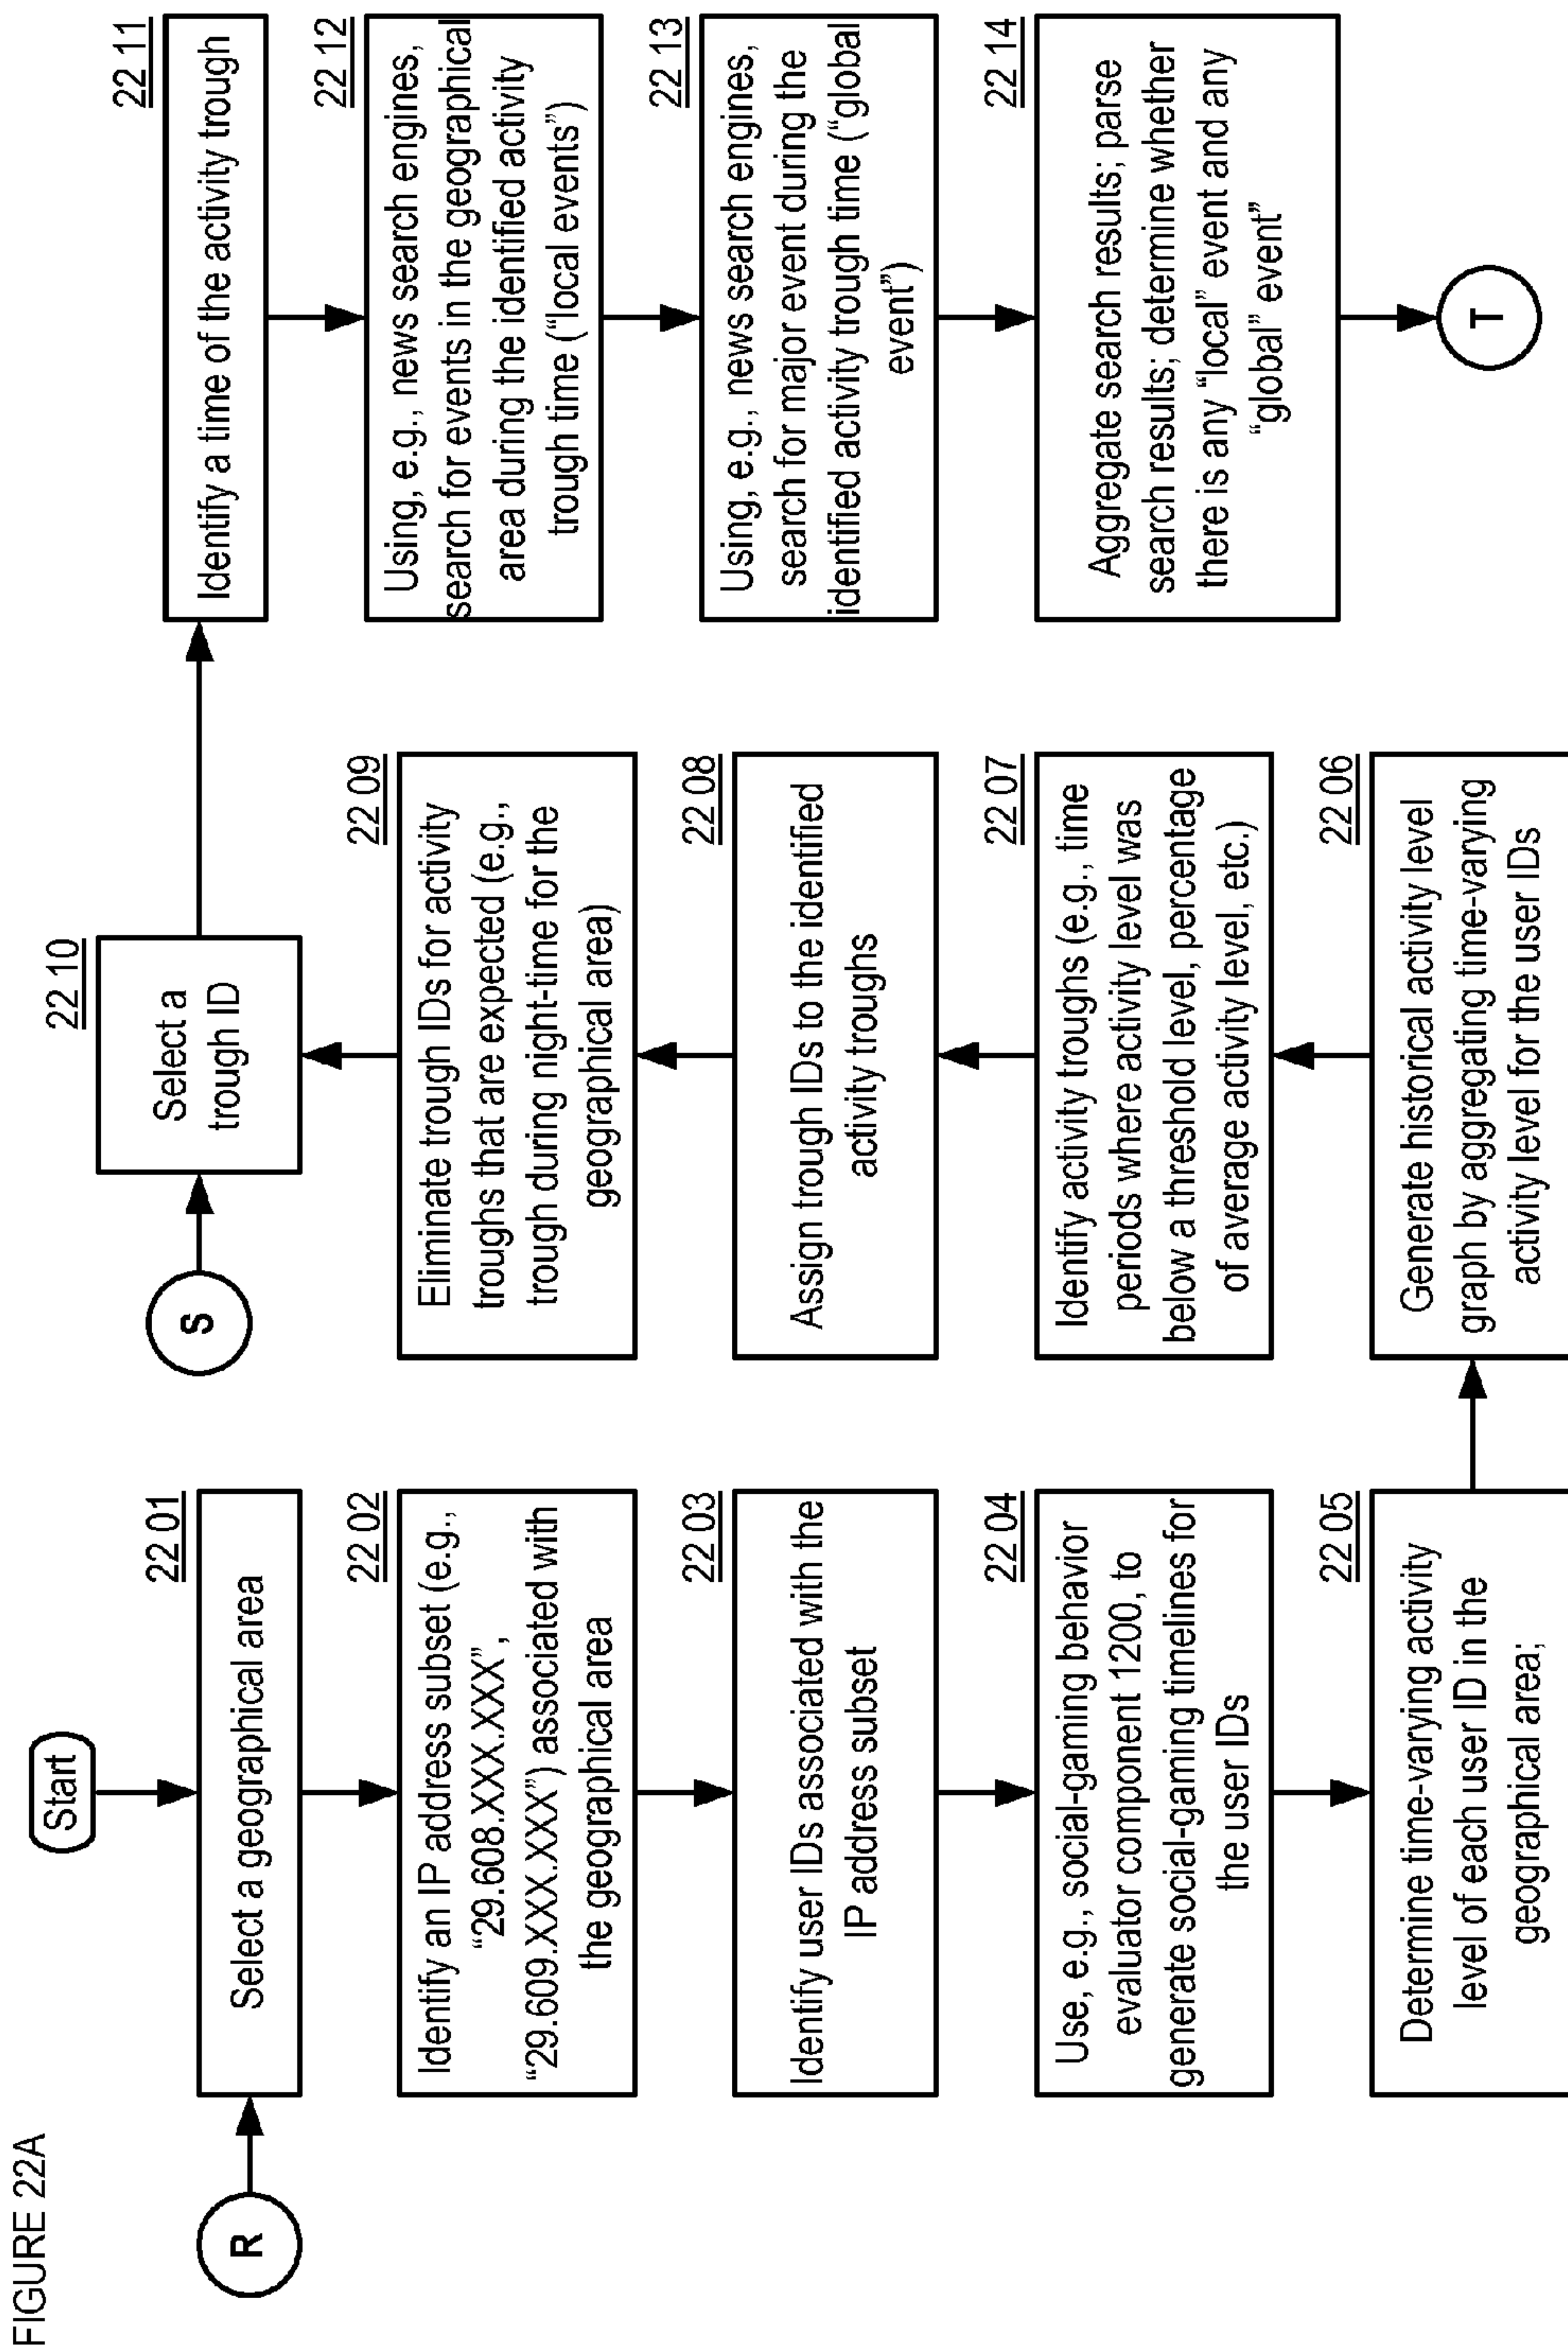 FIGURE 22A
Start
R
22 01
Select a geographical area
22 02
Identify an IP address subset (e.g.,
“29.608.XXX.XXX”,
“29.609.XXX.XXX”) associated with
the geographical area
22 03
Identify user IDs associated with the
IP address subset
22 04
Use, e.g., social-gaming behavior
evaluator component 1200, to
generate social-gaming timelines for
the user IDs
22 05
Determine time-varying activity
level of each user ID in the
geographical area;
22 06
Generate historical activity level
graph by aggregating time-varying
activity level for the user IDs
22 07
Identify activity troughs (e.g., time
periods where activity level was
below a threshold level, percentage
of average activity level, etc.)
22 08
Assign trough IDs to the identified
activity troughs
22 09
Eliminate trough IDs for activity
troughs that are expected (e.g.,
trough during night-time for the
geographical area)
S
22 10
Select a
trough ID
22 11
Identify a time of the activity trough
22 12
Using, e.g., news search engines,
search for events in the geographical
area during the identified activity
trough time (“local events”)
22 13
Using, e.g., news search engines,
search for major event during the
identified activity trough time (“global
event”)
22 14
Aggregate search results; parse
search results; determine whether
there is any “local” event and any
“global” event”
T